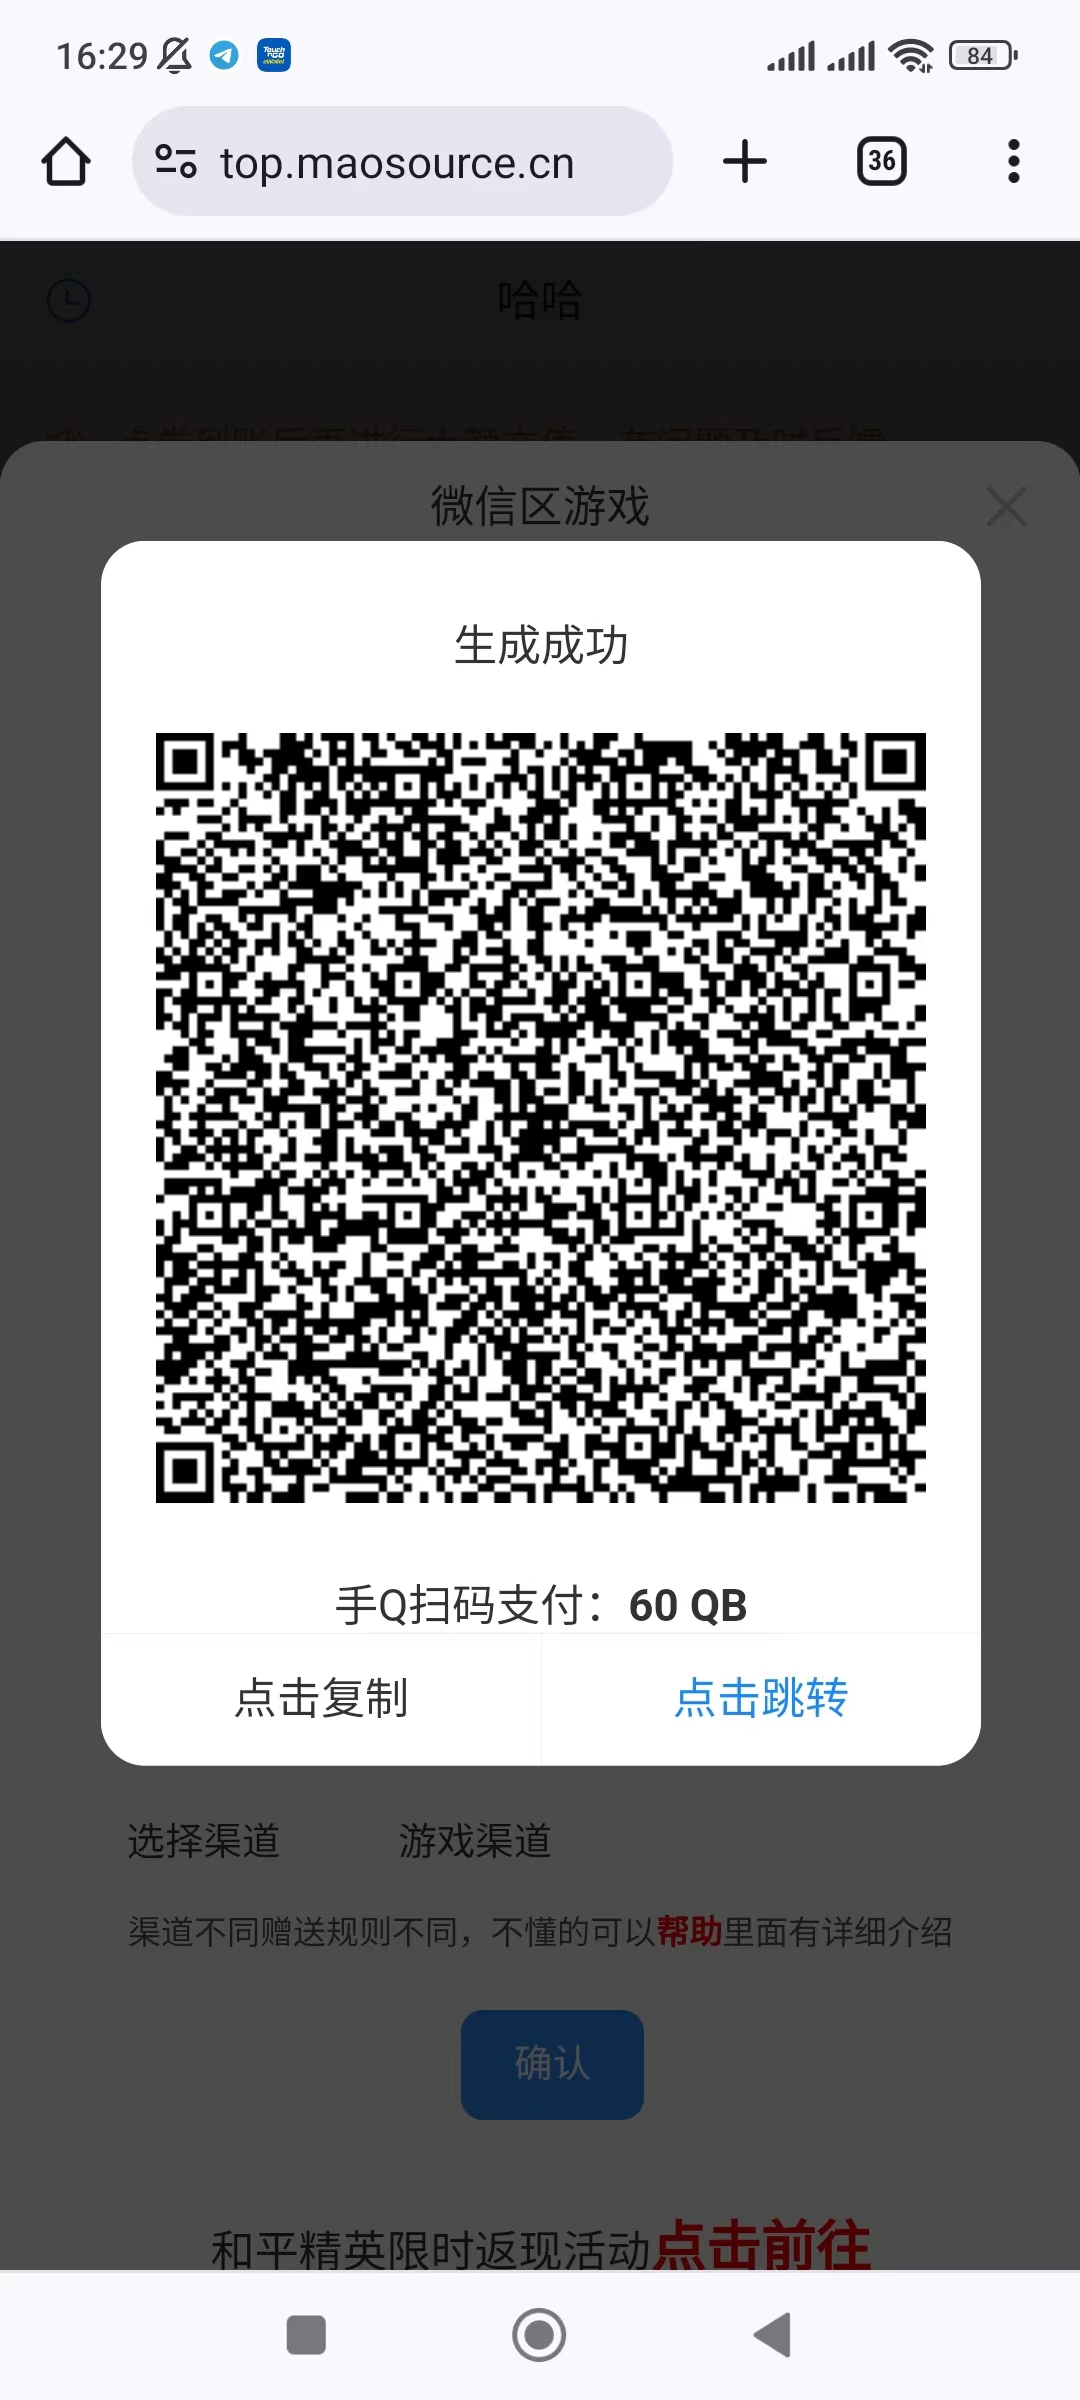 16:29
84
top.maosource.cn
36
哈哈
微信区游戏
生成成功
手Q扫码支付：60 QB
点击复制
点击跳转
选择渠道
游戏渠道
渠道不同赠送规则不同，不懂的可以帮助里面有详细介绍
确认
和平精英限时返现活动点击前往